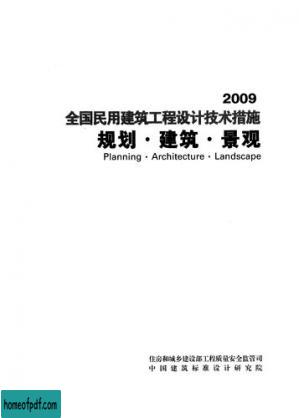 2009
全国民用建筑工程设计技术措施
规划·建筑·景观
Planning · Architecture · Landscape
住房和城乡建设部工程质量安全监管司
中国建筑标准设计研究院
homeofpdf.com